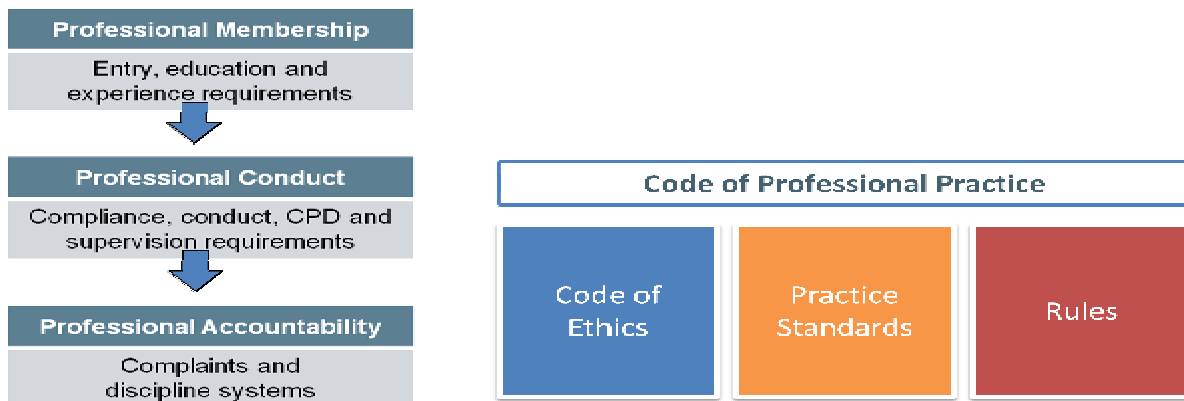 Professional Membership
Entry, education and
experience requirements
Professional Conduct
Compliance, conduct, CPD and
supervision requirements
Professional Accountability
Complaints and
discipline systems
Code of Professional Practice
Code of
Ethics
Practice
Standards
Rules